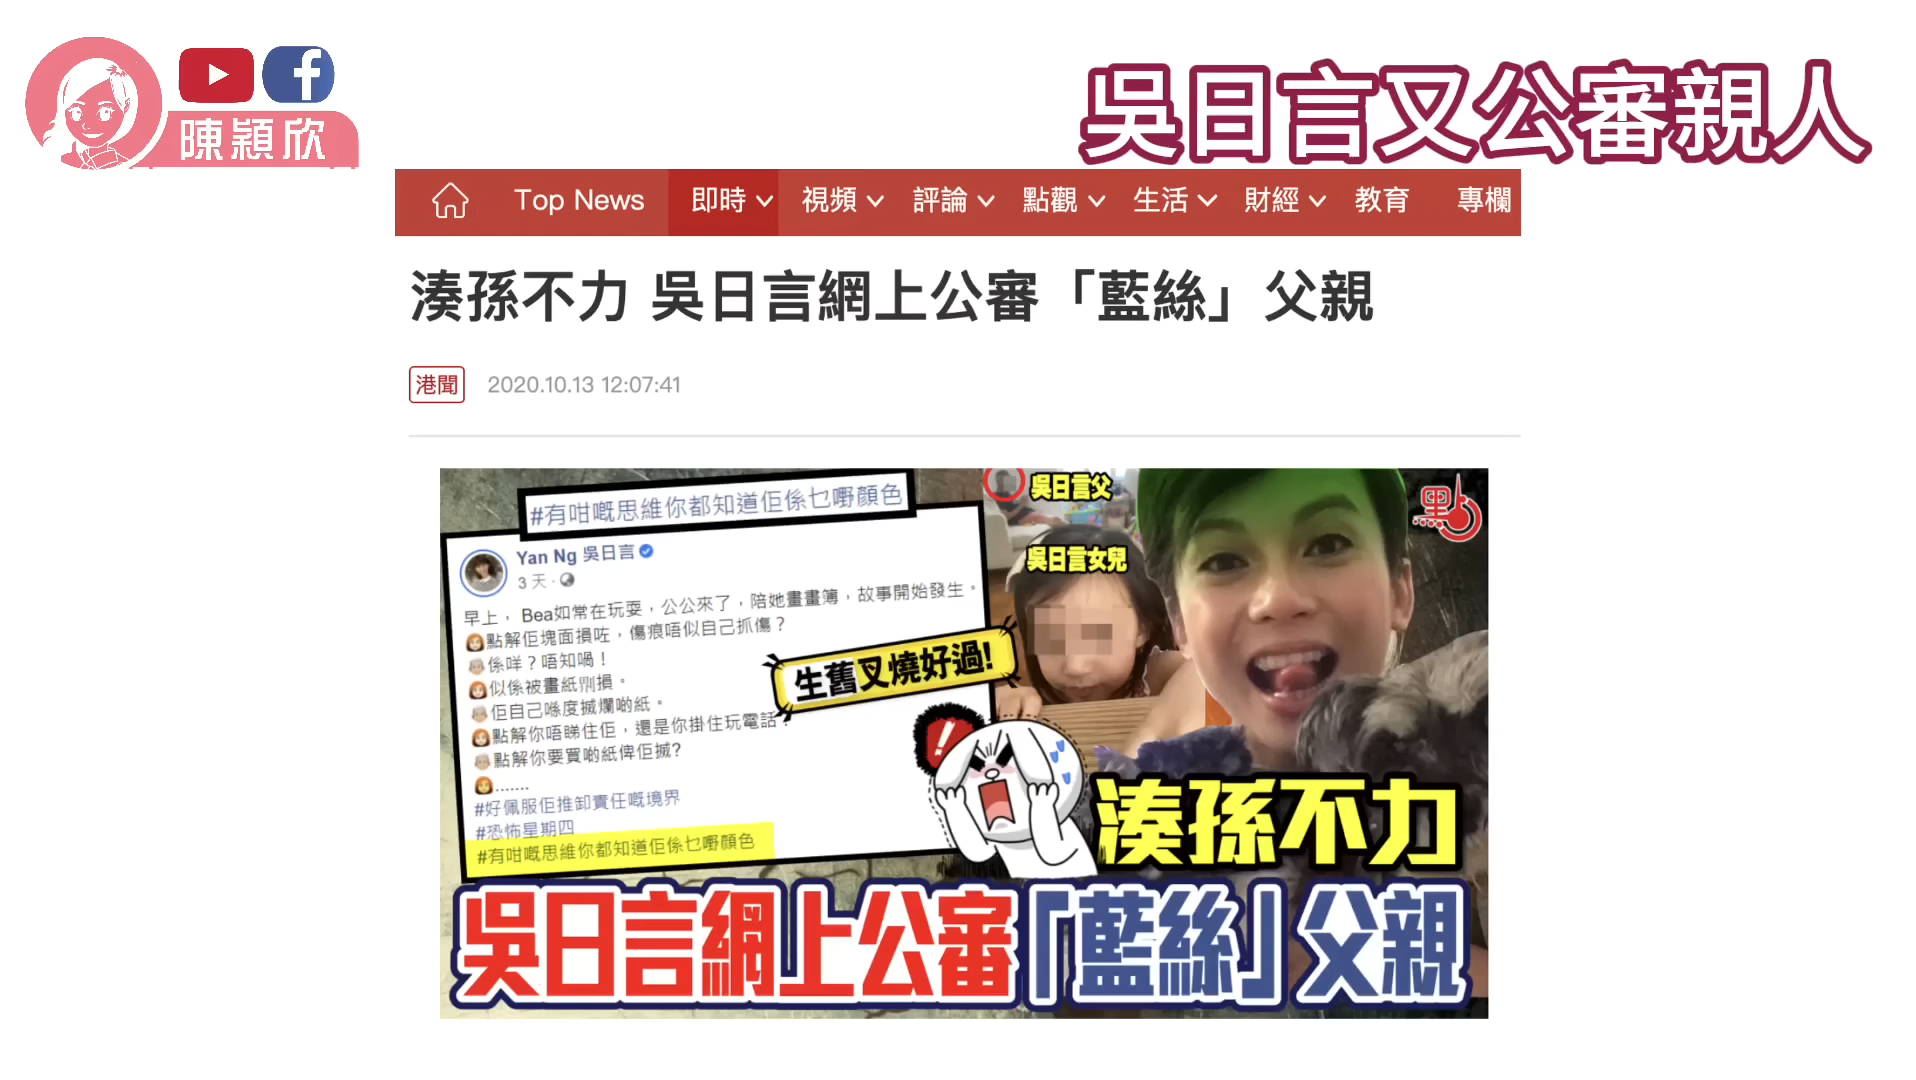 陳穎欣
吳日言又公審親人
Top News 即時 視頻 評論 點觀 生活 財經 教育 專欄
湊孫不力 吳日言網上公審「藍絲」父親
港聞 2020.10.13 12:07:41
#有咁嘅思維你都知道佢係乜嘢顏色
Yan Ng 吳日言
3 天
早上， Bea如常在玩耍，公公來了，陪她畫畫簿，故事開始發生。
點解佢塊面損咗，傷痕唔似自己抓傷？
係咩？唔知喎！
似係被畫紙𠝹損。
佢自己喺度搣爛啲紙。
點解你唔睇住佢，還是你掛住玩電話？
點解你要買啲紙俾佢搣?
.......
#好佩服佢推卸責任嘅境界
#恐怖星期四
#有咁嘅思維你都知道佢係乜嘢顏色
吳日言父
吳日言女兒
點
生舊叉燒好過!
湊孫不力
吳日言網上公審「藍絲」父親